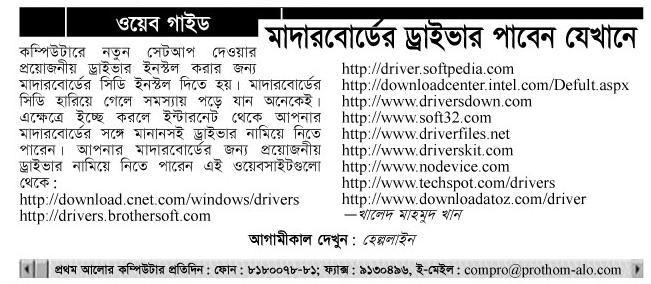 ওয়েব গাইড
মাদারবোর্ডের ড্রাইভার পাবেন যেখানে
কম্পিউটারে নতুন সেটআপ দেওয়ার
প্রয়োজনীয় ড্রাইভার ইনস্টল করার জন্য
মাদারবোর্ডের সিডি ইনস্টল দিতে হয়। মাদারবোর্ডের
সিডি হারিয়ে গেলে সমস্যায় পড়ে যান অনেকেই।
এক্ষেত্রে ইচ্ছে করলে ইন্টারনেট থেকে আপনার
মাদারবোর্ডের সঙ্গে মানানসই ড্রাইভার নামিয়ে নিতে
পারেন। আপনার মাদারবোর্ডের জন্য প্রয়োজনীয়
ড্রাইভার নামিয়ে নিতে পারেন এই ওয়েবসাইটগুলো
থেকে :
http://download.cnet.com/windows/drivers
http://drivers.brothersoft.com
http://driver.softpedia.com
http://downloadcenter.intel.com/Defult.aspx
http://www.driversdown.com
http://www.soft32.com
http://www.driverfiles.net
http://www.driverskit.com
http://www.nodevice.com
http://www.techspot.com/drivers
http://www.downloadatoz.com/driver
—খালেদ মাহমুদ খান
আগামীকাল দেখুন : হেল্পলাইন
প্রথম আলোর কম্পিউটার প্রতিদিন : ফোন : ৮১৮০০৭৮-৮১; ফ্যাক্স : ৯১৩০৪৯৬, ই-মেইল : compro@prothom-alo.com